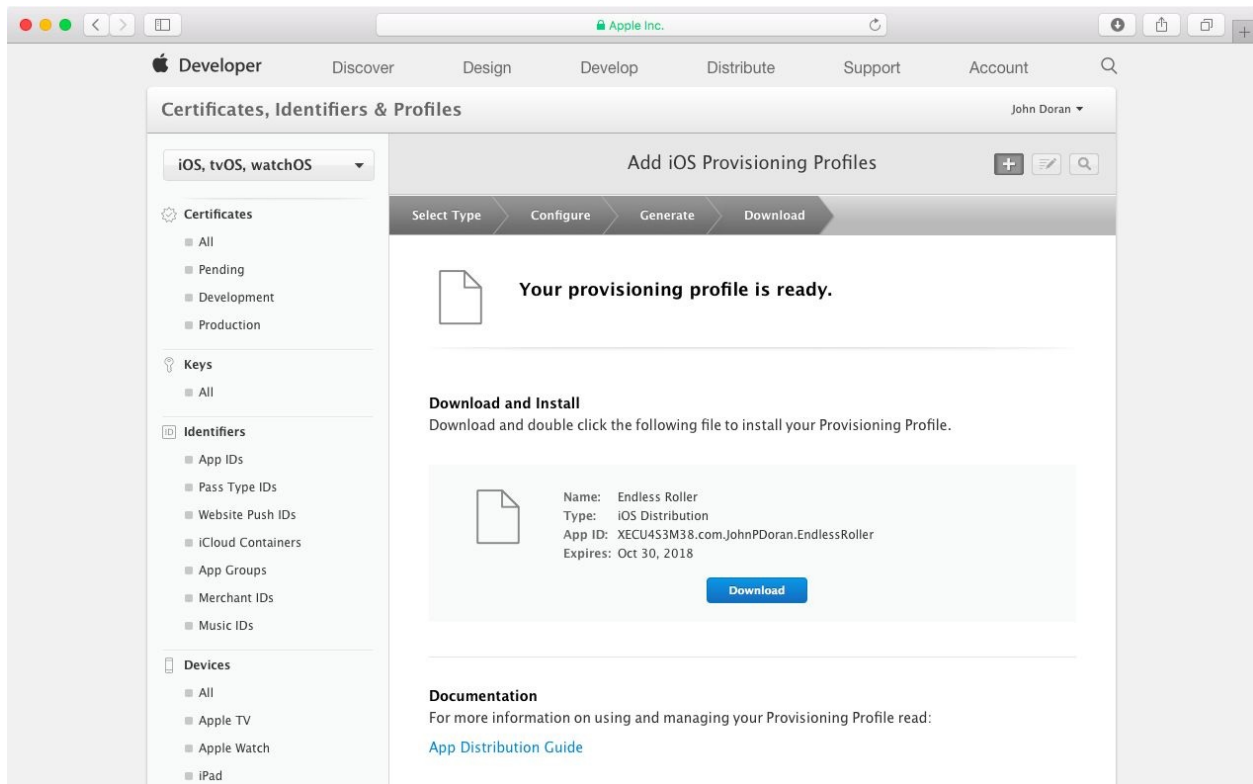 Apple Inc.
Developer
Discover
Design
Develop
Distribute
Support
Account
Certificates, Identifiers & Profiles
John Doran
iOS, tvOS, watchOS
Add iOS Provisioning Profiles
Select Type
Configure
Generate
Download
Certificates
All
Pending
Development
Production
Keys
All
ID Identifiers
App IDs
Pass Type IDs
Website Push IDs
iCloud Containers
App Groups
Merchant IDs
Music IDs
Devices
All
Apple TV
Apple Watch
iPad
Your provisioning profile is ready.
Download and Install
Download and double click the following file to install your Provisioning Profile.
Name: Endless Roller
Type: iOS Distribution
App ID: XECU4S3M38.com.JohnPDoran.EndlessRoller
Expires: Oct 30, 2018
Download
Documentation
For more information on using and managing your Provisioning Profile read:
App Distribution Guide